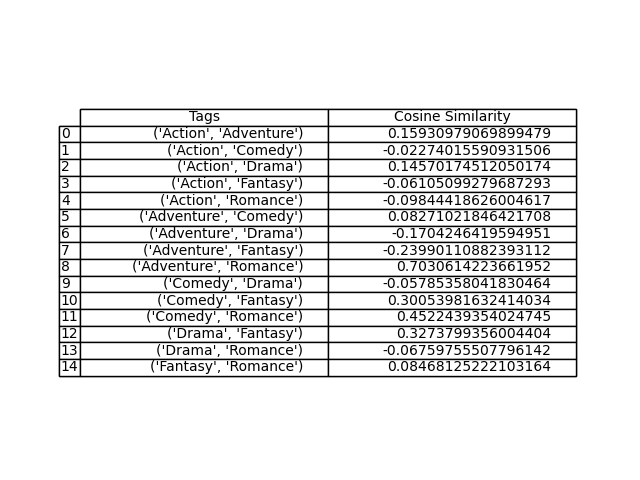 Tags Cosine Similarity
0 ('Action', 'Adventure') 0.15930979069899479
1 ('Action', 'Comedy') -0.02274015590931506
2 ('Action', 'Drama') 0.14570174512050174
3 ('Action', 'Fantasy') -0.06105099279687293
4 ('Action', 'Romance') -0.09844418626004617
5 ('Adventure', 'Comedy') 0.08271021846421708
6 ('Adventure', 'Drama') -0.1704246419594951
7 ('Adventure', 'Fantasy') -0.23990110882393112
8 ('Adventure', 'Romance') 0.7030614223661952
9 ('Comedy', 'Drama') -0.05785358041830464
10 ('Comedy', 'Fantasy') 0.30053981632414034
11 ('Comedy', 'Romance') 0.4522439354024745
12 ('Drama', 'Fantasy') 0.3273799356004404
13 ('Drama', 'Romance') -0.06759755507796142
14 ('Fantasy', 'Romance') 0.08468125222103164